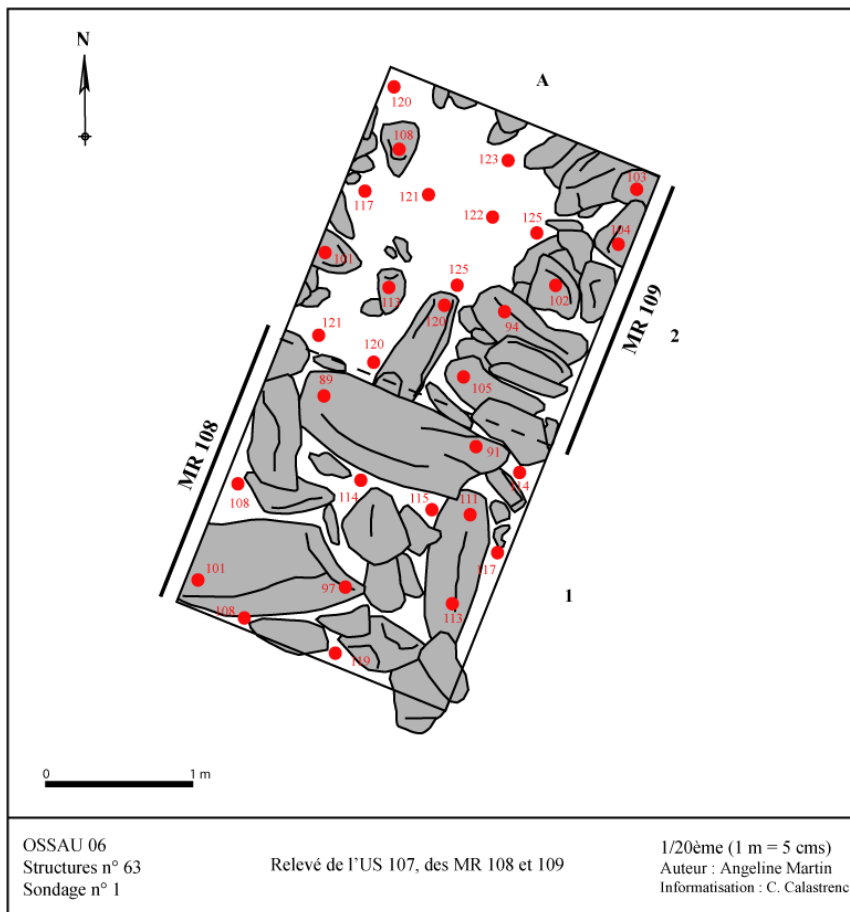 N
A
120
108
123
103
117
121
122
125
104
101
113
125
102
120
94
MR 109
121
120
2
89
105
MR 108
91
114
108
114
115
111
117
101
97
113
1
108
119
0
1 m
OSSAU 06
Structures n° 63
Sondage n° 1
Relevé de l'US 107, des MR 108 et 109
1/20ème (1 m = 5 cms)
Auteur : Angeline Martin
Informatisation : C. Calastrenc